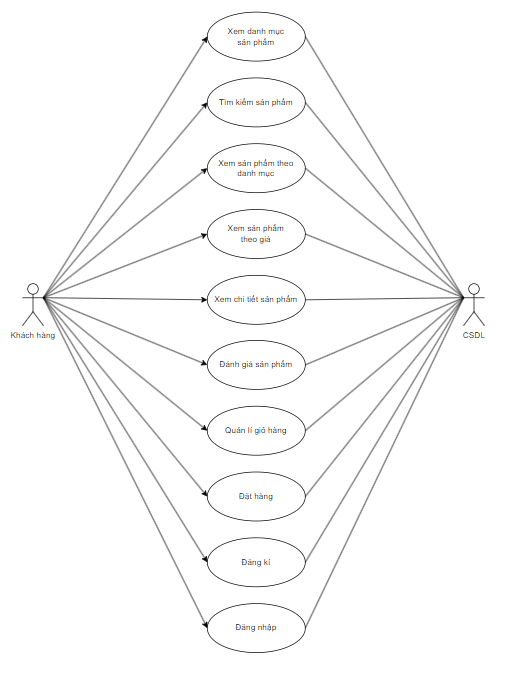 Xem danh mục
sản phẩm
Tìm kiếm sản phẩm
Xem sản phẩm theo
danh mục
Xem sản phẩm
theo giá
Xem chi tiết sản phẩm
Khách hàng
CSDL
Đánh giá sản phẩm
Quản lí giỏ hàng
Đặt hàng
Đăng kí
Đăng nhập